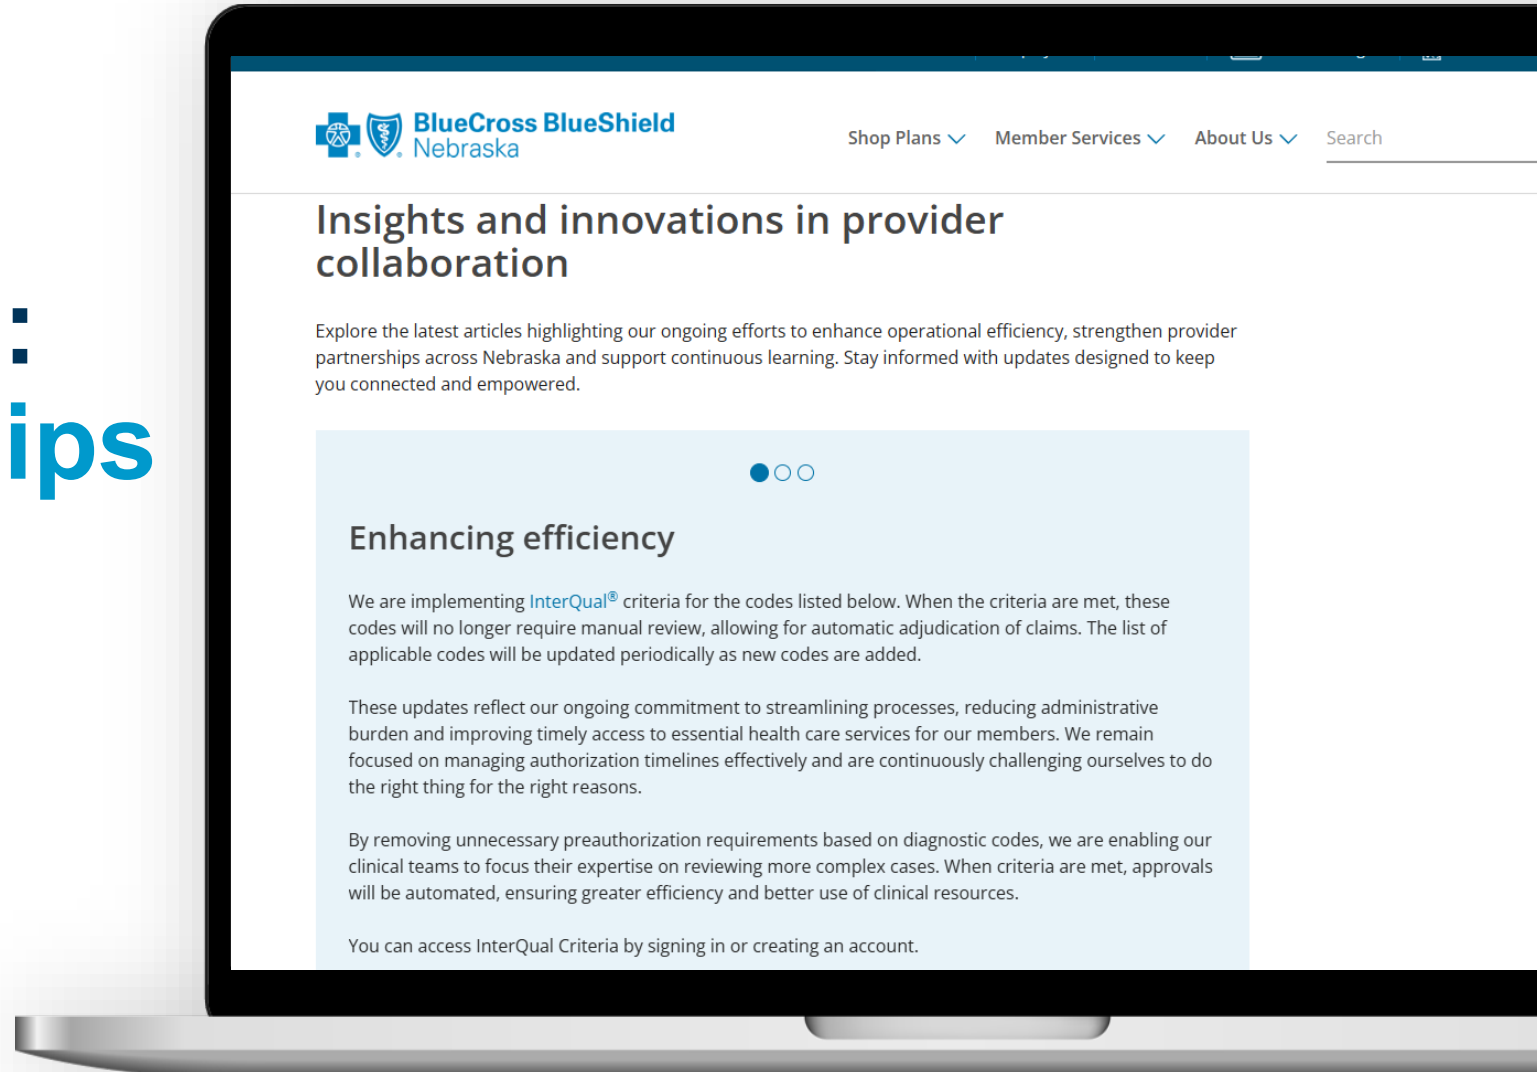 :
ips
BlueCross BlueShield
Nebraska
Shop Plans
Member Services
About Us
Search
Insights and innovations in provider
collaboration
Explore the latest articles highlighting our ongoing efforts to enhance operational efficiency, strengthen provider
partnerships across Nebraska and support continuous learning. Stay informed with updates designed to keep
you connected and empowered.
Enhancing efficiency
We are implementing InterQual® criteria for the codes listed below. When the criteria are met, these
codes will no longer require manual review, allowing for automatic adjudication of claims. The list of
applicable codes will be updated periodically as new codes are added.
These updates reflect our ongoing commitment to streamlining processes, reducing administrative
burden and improving timely access to essential health care services for our members. We remain
focused on managing authorization timelines effectively and are continuously challenging ourselves to do
the right thing for the right reasons.
By removing unnecessary preauthorization requirements based on diagnostic codes, we are enabling our
clinical teams to focus their expertise on reviewing more complex cases. When criteria are met, approvals
will be automated, ensuring greater efficiency and better use of clinical resources.
You can access InterQual Criteria by signing in or creating an account.